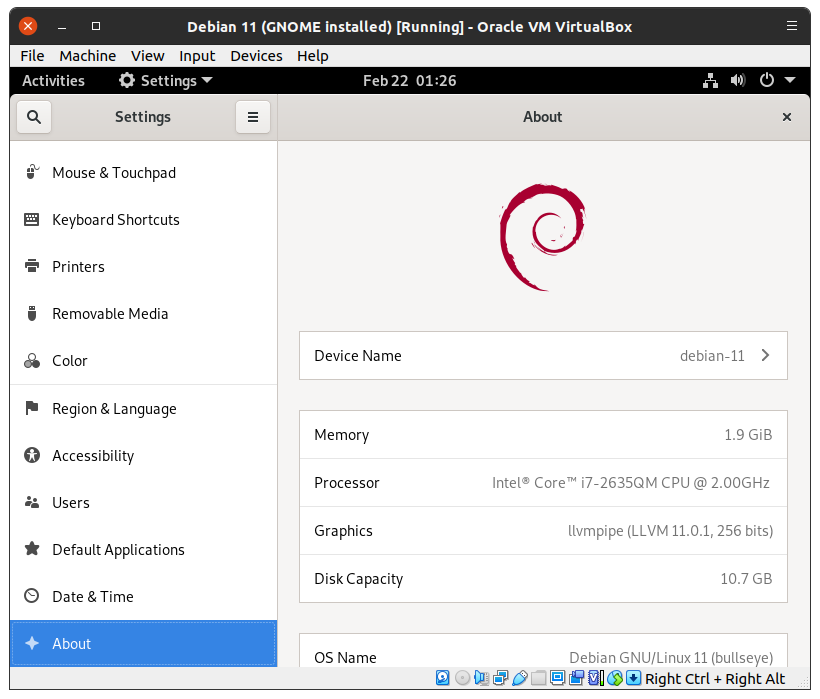 Debian 11 (GNOME installed) [Running] - Oracle VM VirtualBox
File Machine View Input Devices Help
Activities Settings Feb 22 01:26
Settings
About
Mouse & Touchpad
Keyboard Shortcuts
Printers
Removable Media
Color
Region & Language
Accessibility
Users
Default Applications
Date & Time
About
Device Name debian-11
Memory 1.9 GiB
Processor Intel® Core™ i7-2635QM CPU @ 2.00GHz
Graphics llvmpipe (LLVM 11.0.1, 256 bits)
Disk Capacity 10.7 GB
OS Name Debian GNU/Linux 11 (bullseye)
Right Ctrl + Right Alt